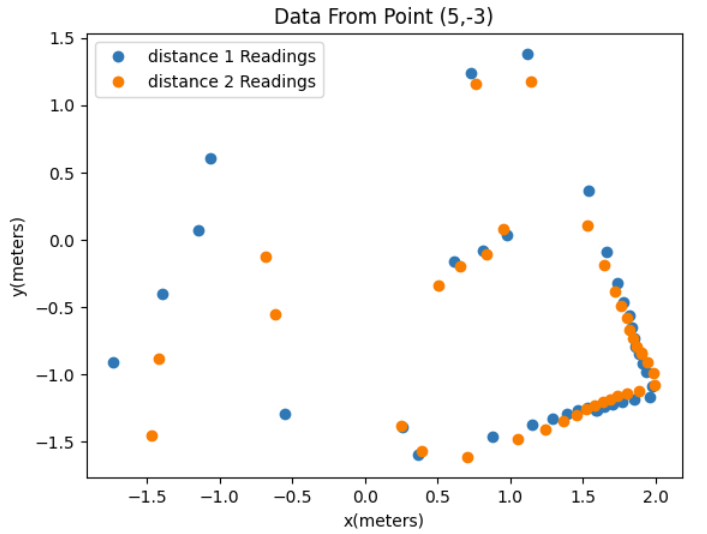 Data From Point (5,-3)
distance 1 Readings
distance 2 Readings
1.5
1.0
0.5
0.0
−0.5
−1.0
−1.5
y(meters)
−1.5 −1.0 −0.5 0.0 0.5 1.0 1.5 2.0
x(meters)